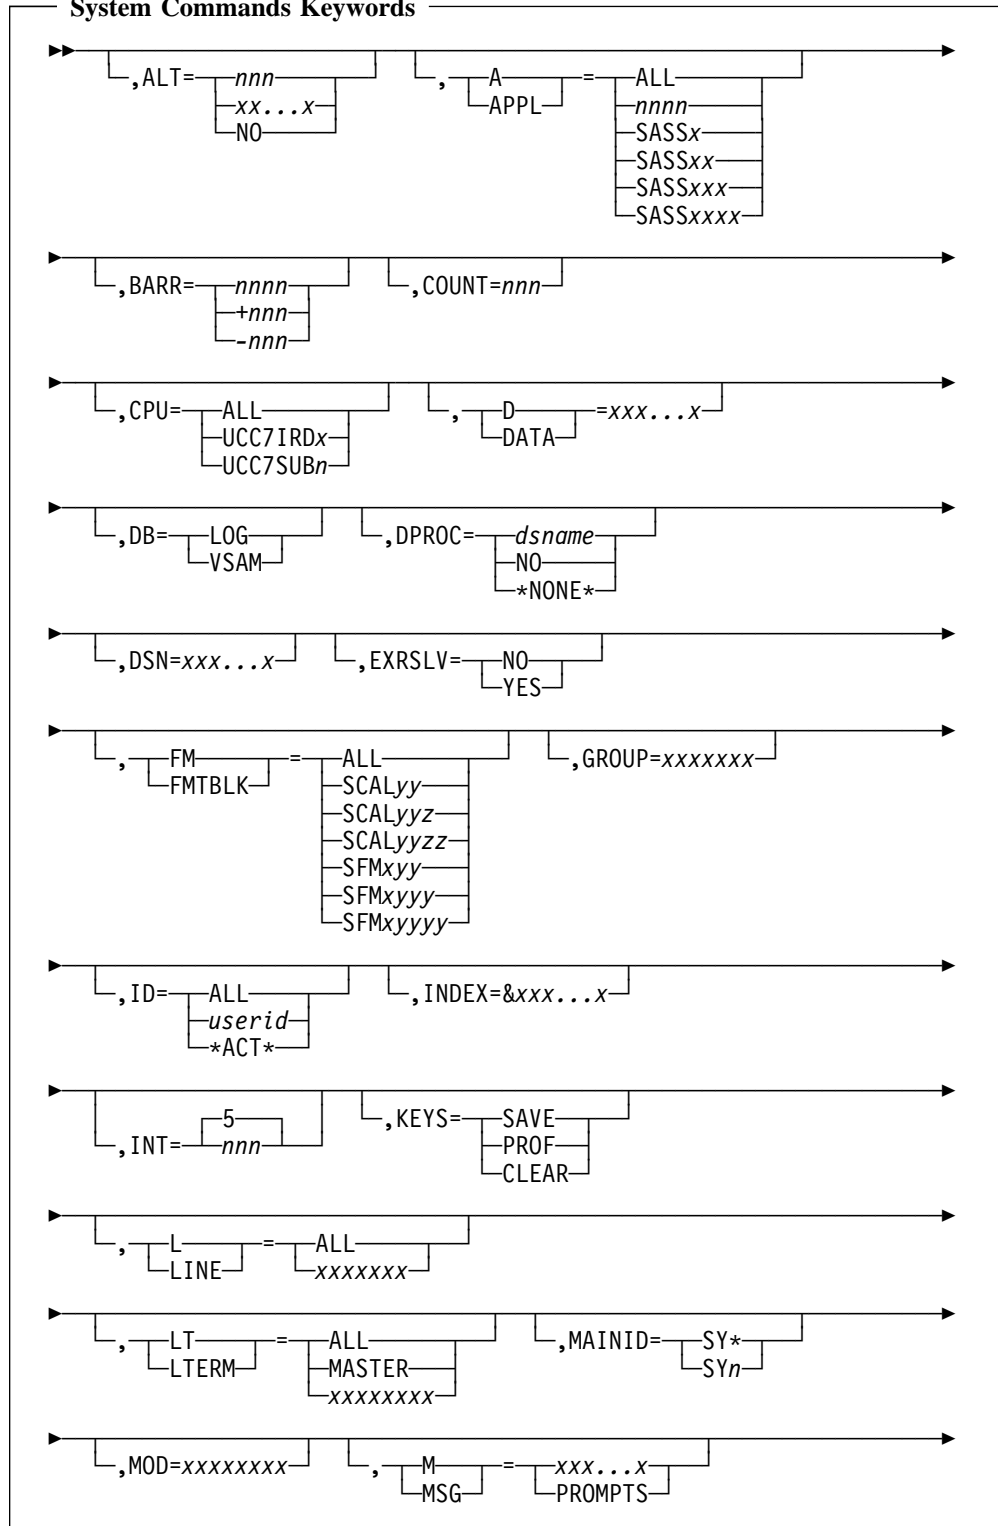 System Commands Keywords
,ALT= nnn , A = ALL
xx...x APPL nnnn
NO SASSx
SASSxx
SASSxxx
SASSxxxx
,BARR= nnnn ,COUNT=nnn
+nnn
-nnn
,CPU= ALL , D =xxx...x
UCC7IRDx DATA
UCC7SUBn
,DB= LOG ,DPROC= dsname
VSAM NO
*NONE*
,DSN=xxx...x ,EXRSLV= NO
YES
, FM = ALL ,GROUP=xxxxxxx
FMTBLK SCALyy
SCALyyz
SCALyyzz
SFMxyy
SFMxyyy
SFMxyyyy
,ID= ALL ,INDEX=&xxx...x
userid
*ACT*
5 ,KEYS= SAVE
,INT= nnn PROF
CLEAR
, L = ALL
LINE xxxxxxx
, LT = ALL ,MAINID= SY*
LTERM MASTER SYn
xxxxxxxx
,MOD=xxxxxxxx , M = xxx...x
MSG PROMPTS